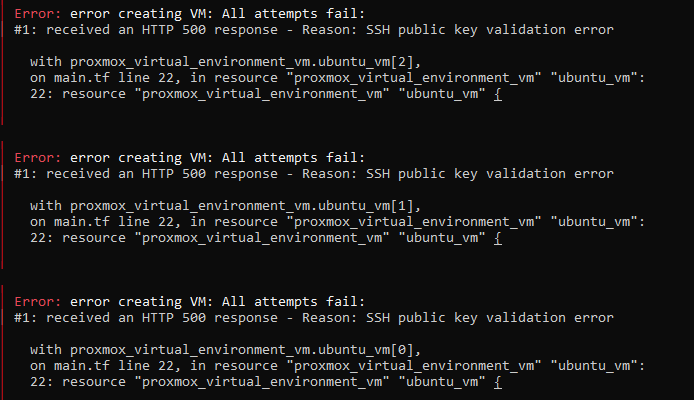 Error: error creating VM: All attempts fail:
#1: received an HTTP 500 response - Reason: SSH public key validation error
with proxmox_virtual_environment_vm.ubuntu_vm[2],
on main.tf line 22, in resource "proxmox_virtual_environment_vm" "ubuntu_vm":
22: resource "proxmox_virtual_environment_vm" "ubuntu_vm" {
Error: error creating VM: All attempts fail:
#1: received an HTTP 500 response - Reason: SSH public key validation error
with proxmox_virtual_environment_vm.ubuntu_vm[1],
on main.tf line 22, in resource "proxmox_virtual_environment_vm" "ubuntu_vm":
22: resource "proxmox_virtual_environment_vm" "ubuntu_vm" {
Error: error creating VM: All attempts fail:
#1: received an HTTP 500 response - Reason: SSH public key validation error
with proxmox_virtual_environment_vm.ubuntu_vm[0],
on main.tf line 22, in resource "proxmox_virtual_environment_vm" "ubuntu_vm":
22: resource "proxmox_virtual_environment_vm" "ubuntu_vm" {